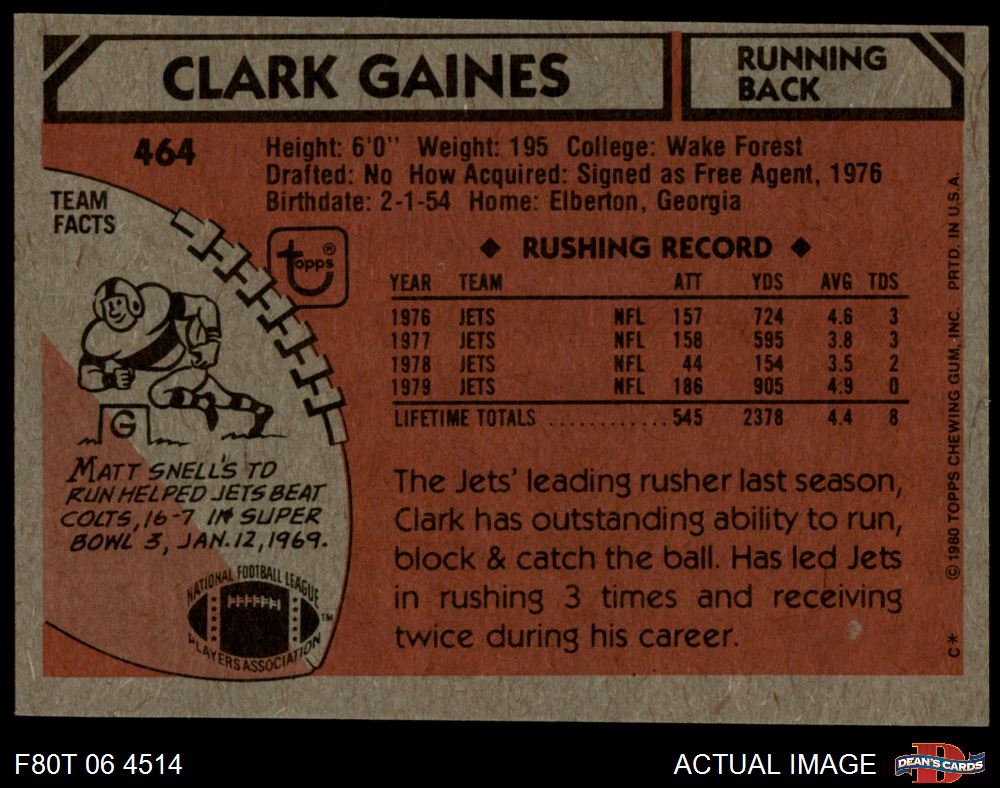 CLARK GAINES
RUNNING
BACK
464
Height: 6'0" Weight: 195 College: Wake Forest
Drafted: No How Acquired: Signed as Free Agent, 1976
Birthdate: 2-1-54 Home: Elberton, Georgia
TEAM
FACTS
topps®
◆ RUSHING RECORD ◆
YEAR TEAM ATT YDS AVG TDS
1976 JETS NFL 157 724 4.6 3
1977 JETS NFL 158 595 3.8 3
1978 JETS NFL 44 154 3.5 2
1979 JETS NFL 186 905 4.9 0
LIFETIME TOTALS ............ 545 2378 4.4 8
G
MATT SNELL'S TD
RUN HELPED JETS BEAT
COLTS, 16-7 IN SUPER
BOWL 3, JAN. 12, 1969.
NATIONAL FOOTBALL LEAGUE
PLAYERS ASSOCIATION
TM
The Jets' leading rusher last season,
Clark has outstanding ability to run,
block & catch the ball. Has led Jets
in rushing 3 times and receiving
twice during his career.
© 1980 TOPPS CHEWING GUM, INC. PRTD. IN U.S.A.
C*
F80T 06 4514
ACTUAL IMAGE
D
DEAN'S CARDS